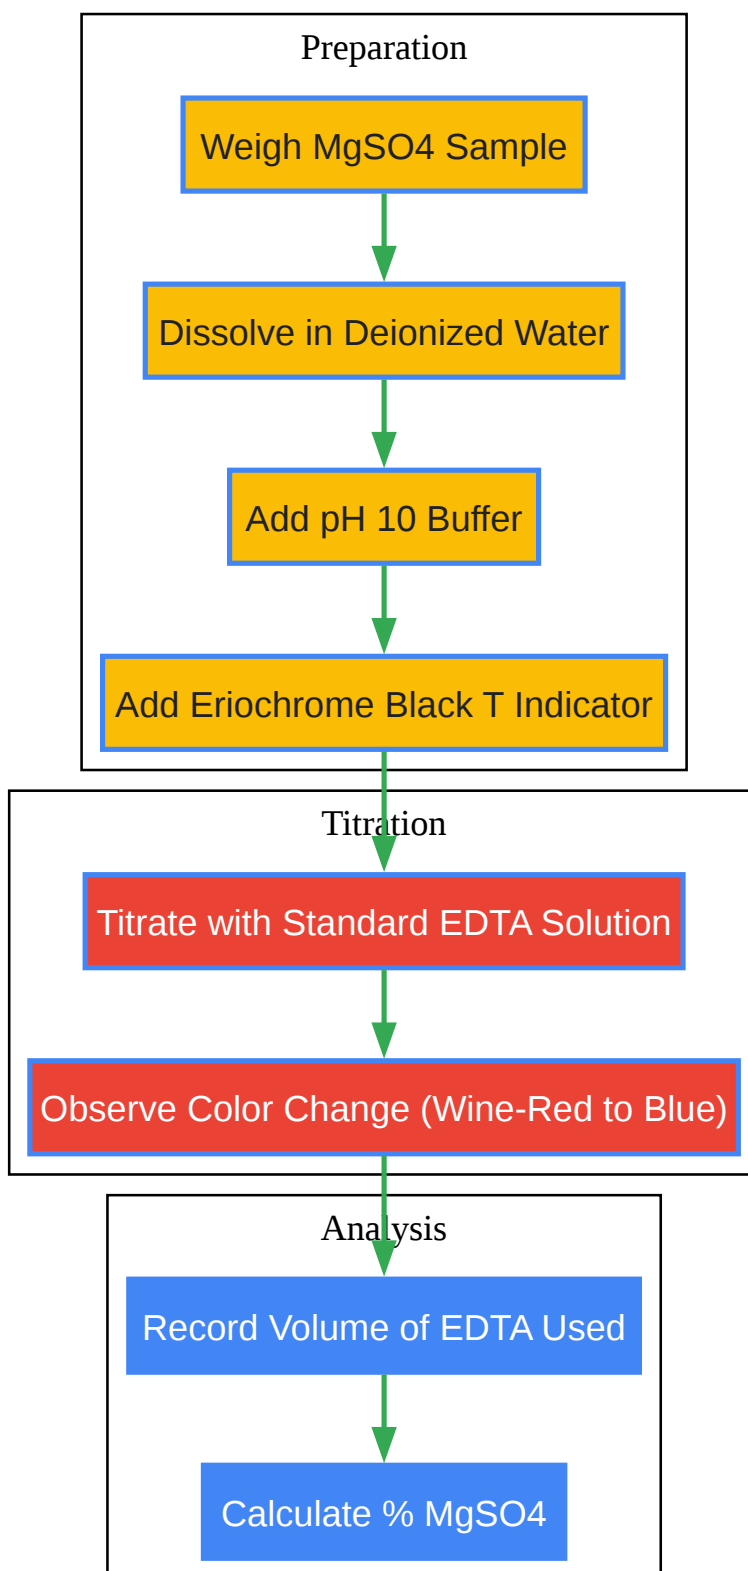 Preparation
Weigh MgSO4 Sample
Dissolve in Deionized Water
Add pH 10 Buffer
Add Eriochrome Black T Indicator
Titration
Titrate with Standard EDTA Solution
Observe Color Change (Wine-Red to Blue)
Analysis
Record Volume of EDTA Used
Calculate % MgSO4